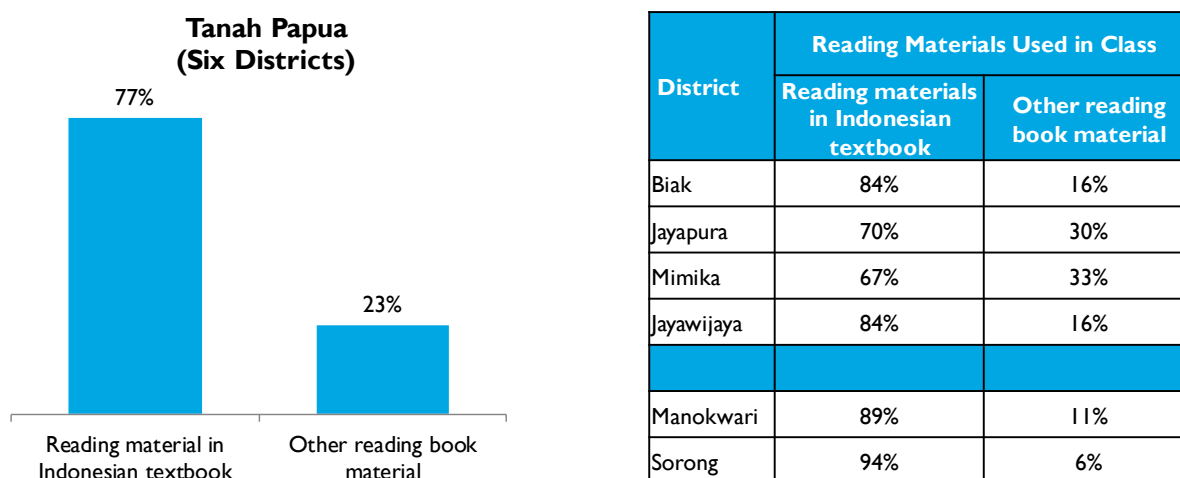 Tanah Papua
(Six Districts)
77%
23%
Reading material in
Indonesian textbook
Other reading book
material
District
Reading Materials Used in Class
Reading materials
in Indonesian
textbook
Other reading
book material
Biak 84% 16%
Jayapura 70% 30%
Mimika 67% 33%
Jayawijaya 84% 16%
Manokwari 89% 11%
Sorong 94% 6%